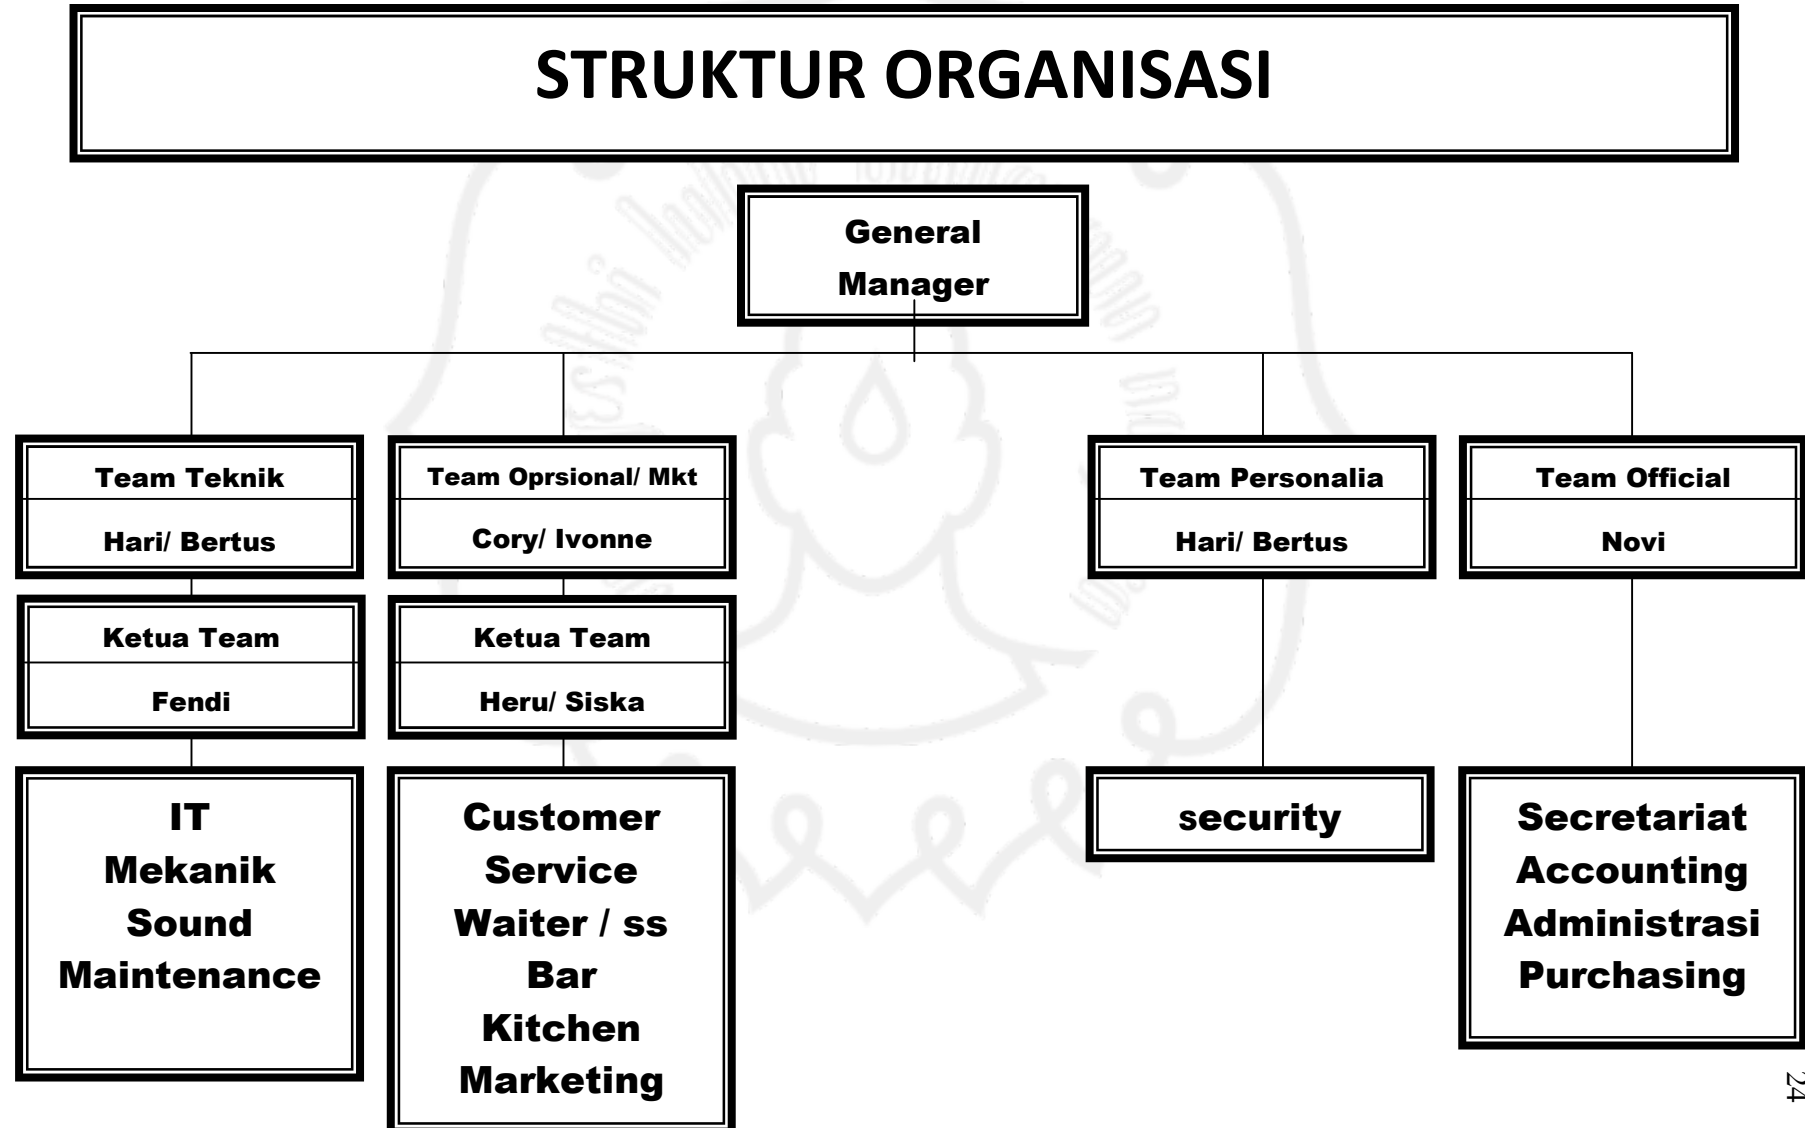 STRUKTUR ORGANISASI
General
Manager
Team Teknik
Hari/ Bertus
Team Oprsional/ Mkt
Cory/ Ivonne
Team Personalia
Hari/ Bertus
Team Official
Novi
Ketua Team
Fendi
Ketua Team
Heru/ Siska
IT
Mekanik
Sound
Maintenance
Customer
Service
Waiter / ss
Bar
Kitchen
Marketing
security
Secretariat
Accounting
Administrasi
Purchasing
24